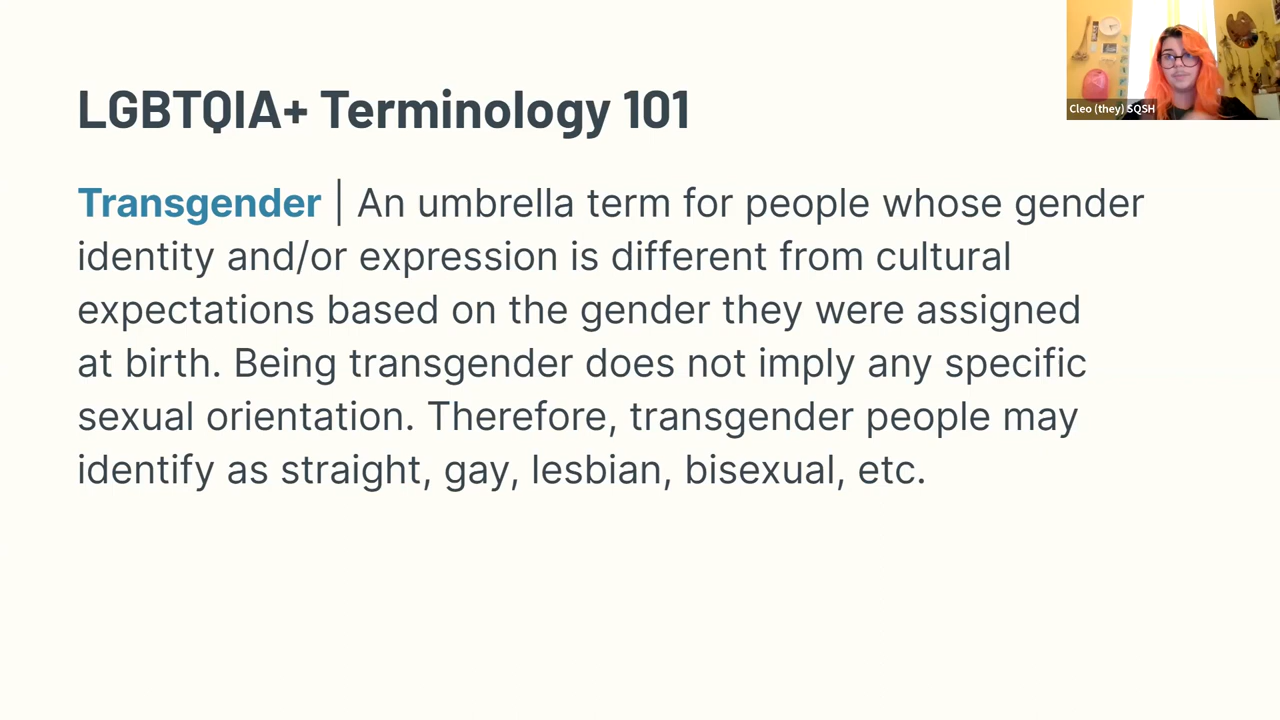 LGBTQIA+ Terminology 101
Cleo (they) SQSH
Transgender | An umbrella term for people whose gender
identity and/or expression is different from cultural
expectations based on the gender they were assigned
at birth. Being transgender does not imply any specific
sexual orientation. Therefore, transgender people may
identify as straight, gay, lesbian, bisexual, etc.